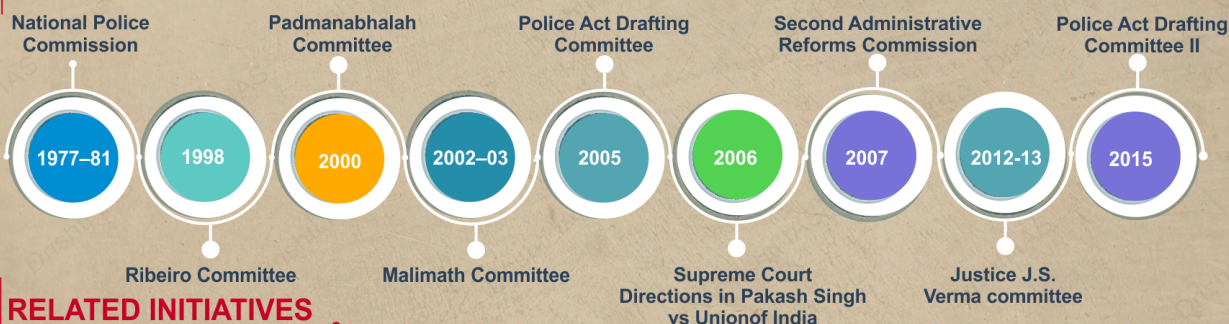 National Police
Commission
Padmanabhalah
Committee
Police Act Drafting
Committee
Second Administrative
Reforms Commission
Police Act Drafting
Committee II
1977–81
1998
2000
2002–03
2005
2006
2007
2012-13
2015
Ribeiro Committee
Malimath Committee
Supreme Court
Directions in Pakash Singh
vs Unionof India
Justice J.S.
Verma committee
RELATED INITIATIVES